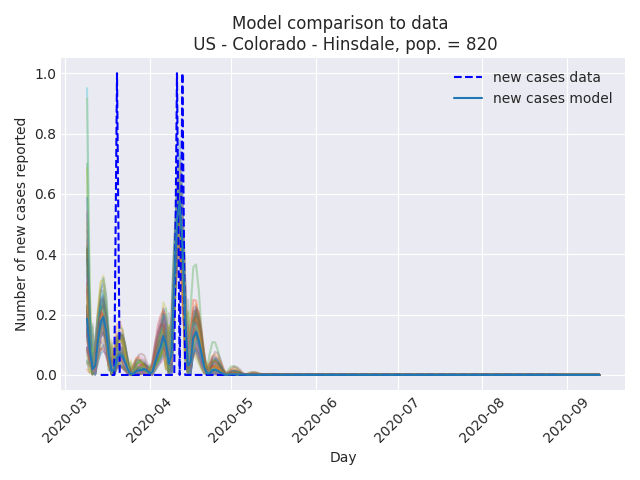 Model comparison to data
US - Colorado - Hinsdale, pop. = 820
new cases data
new cases model
Number of new cases reported
1.0
0.8
0.6
0.4
0.2
0.0
2020-03
2020-04
2020-05
2020-06
2020-07
2020-08
2020-09
Day